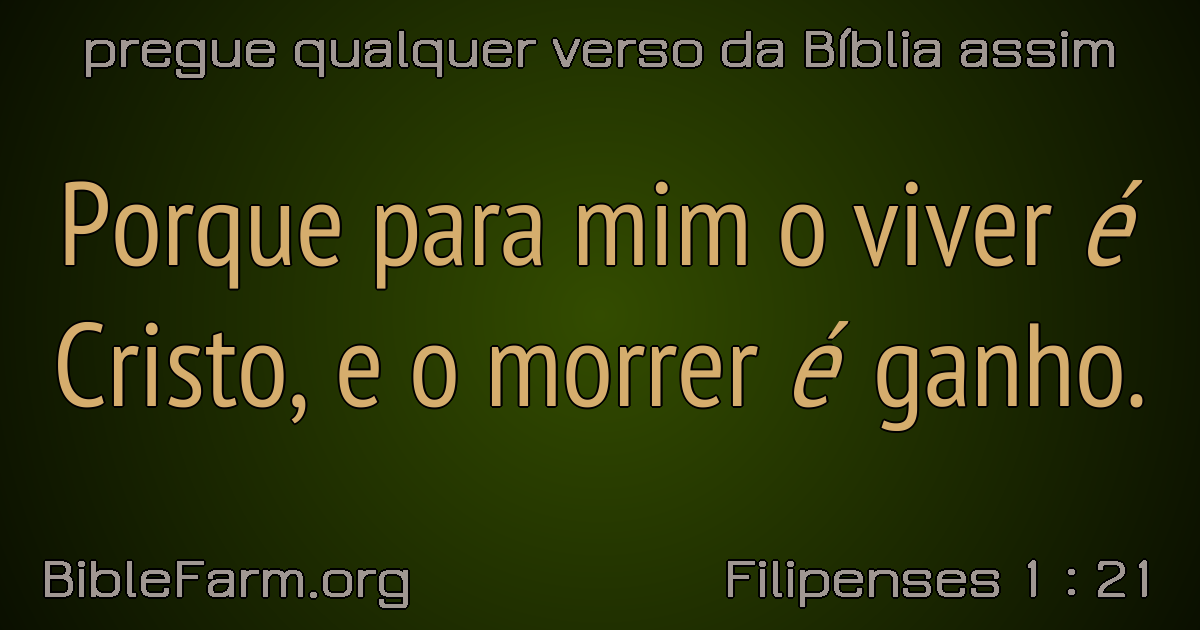 pregue qualquer verso da Bíblia assim
Porque para mim o viver é
Cristo, e o morrer é ganho.
BibleFarm.org
Filipenses 1 : 21